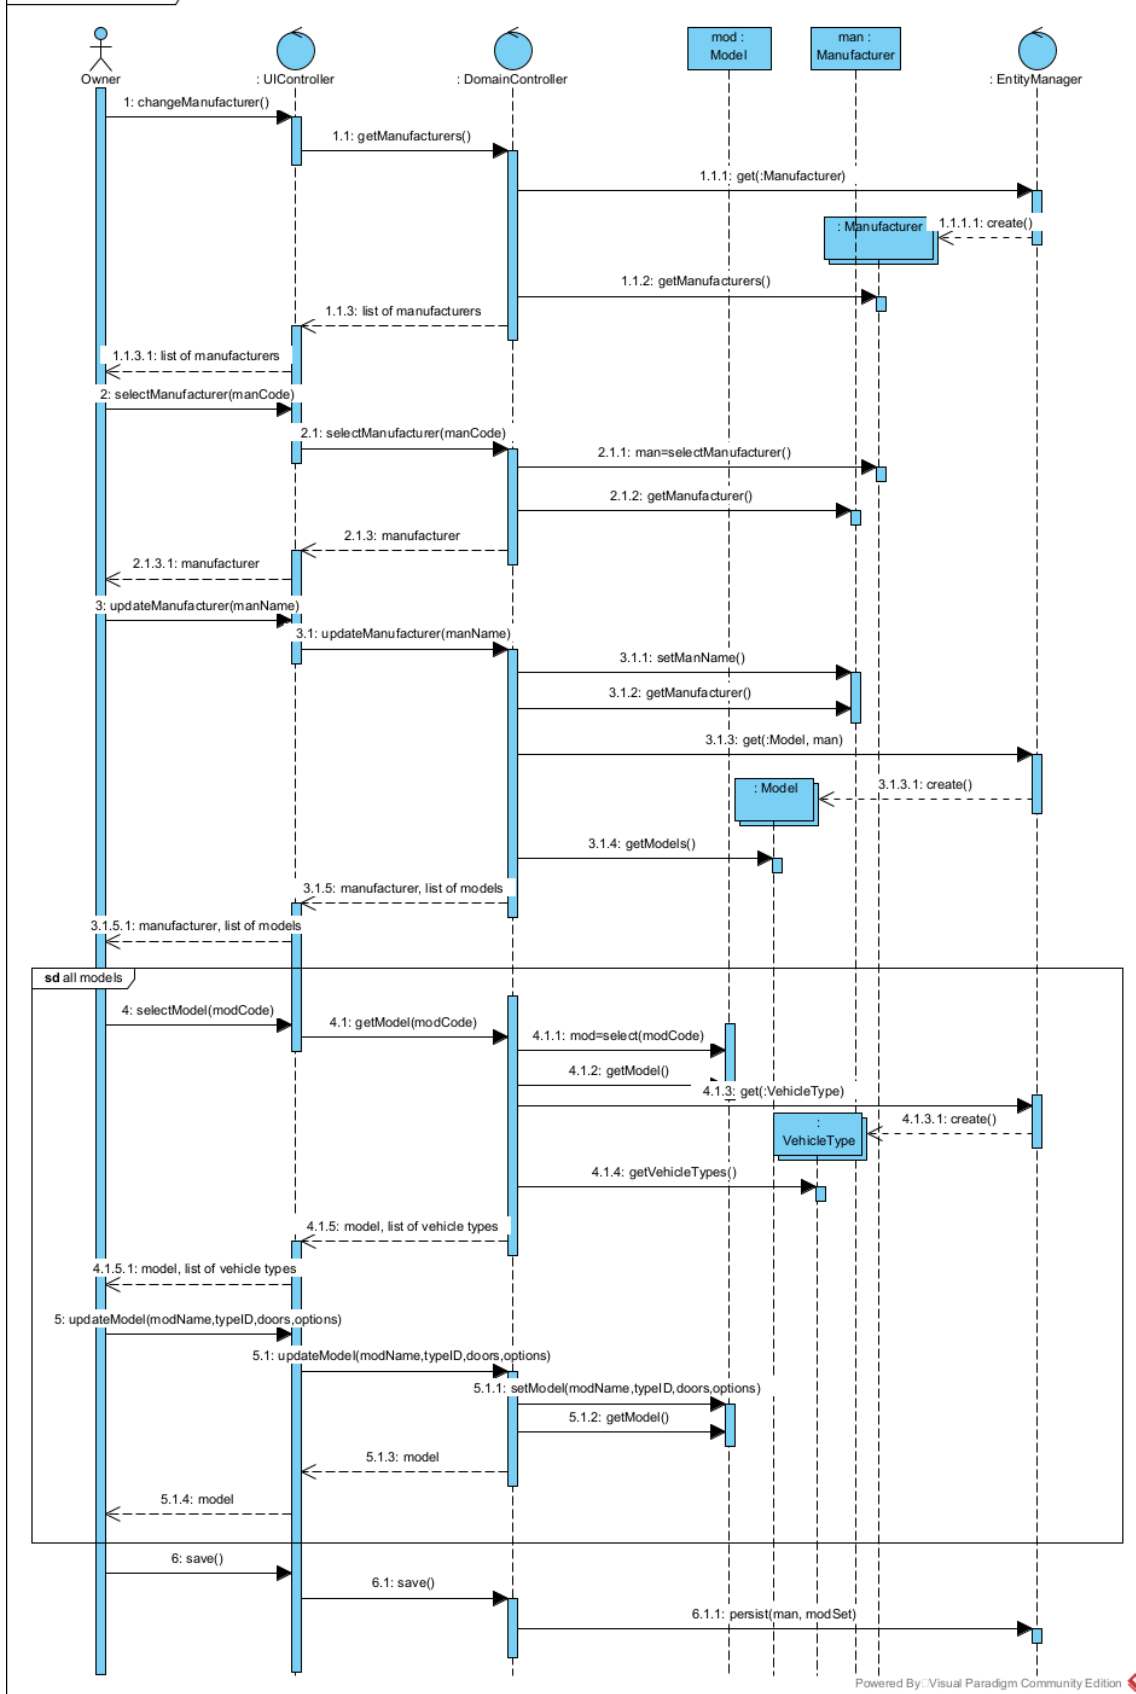 mod :
Model
man :
Manufacturer
Owner
: UIController
: DomainController
: EntityManager
1: changeManufacturer()
1.1: getManufacturers()
1.1.1: get(:Manufacturer)
1.1.1.1: create()
: Manufacturer
1.1.2: getManufacturers()
1.1.3: list of manufacturers
1.1.3.1: list of manufacturers
2: selectManufacturer(manCode)
2.1: selectManufacturer(manCode)
2.1.1: man=selectManufacturer()
2.1.2: getManufacturer()
2.1.3: manufacturer
2.1.3.1: manufacturer
3: updateManufacturer(manName)
3.1: updateManufacturer(manName)
3.1.1: setManName()
3.1.2: getManufacturer()
3.1.3: get(:Model, man)
3.1.3.1: create()
: Model
3.1.4: getModels()
3.1.5: manufacturer, list of models
3.1.5.1: manufacturer, list of models
sd all models
4: selectModel(modCode)
4.1: getModel(modCode)
4.1.1: mod=select(modCode)
4.1.2: getModel()
4.1.3: get(:VehicleType)
4.1.3.1: create()
:
VehicleType
4.1.4: getVehicleTypes()
4.1.5: model, list of vehicle types
4.1.5.1: model, list of vehicle types
5: updateModel(modName,typeID,doors,options)
5.1: updateModel(modName,typeID,doors,options)
5.1.1: setModel(modName,typeID,doors,options)
5.1.2: getModel()
5.1.3: model
5.1.4: model
6: save()
6.1: save()
6.1.1: persist(man, modSet)
Powered By Visual Paradigm Community Edition